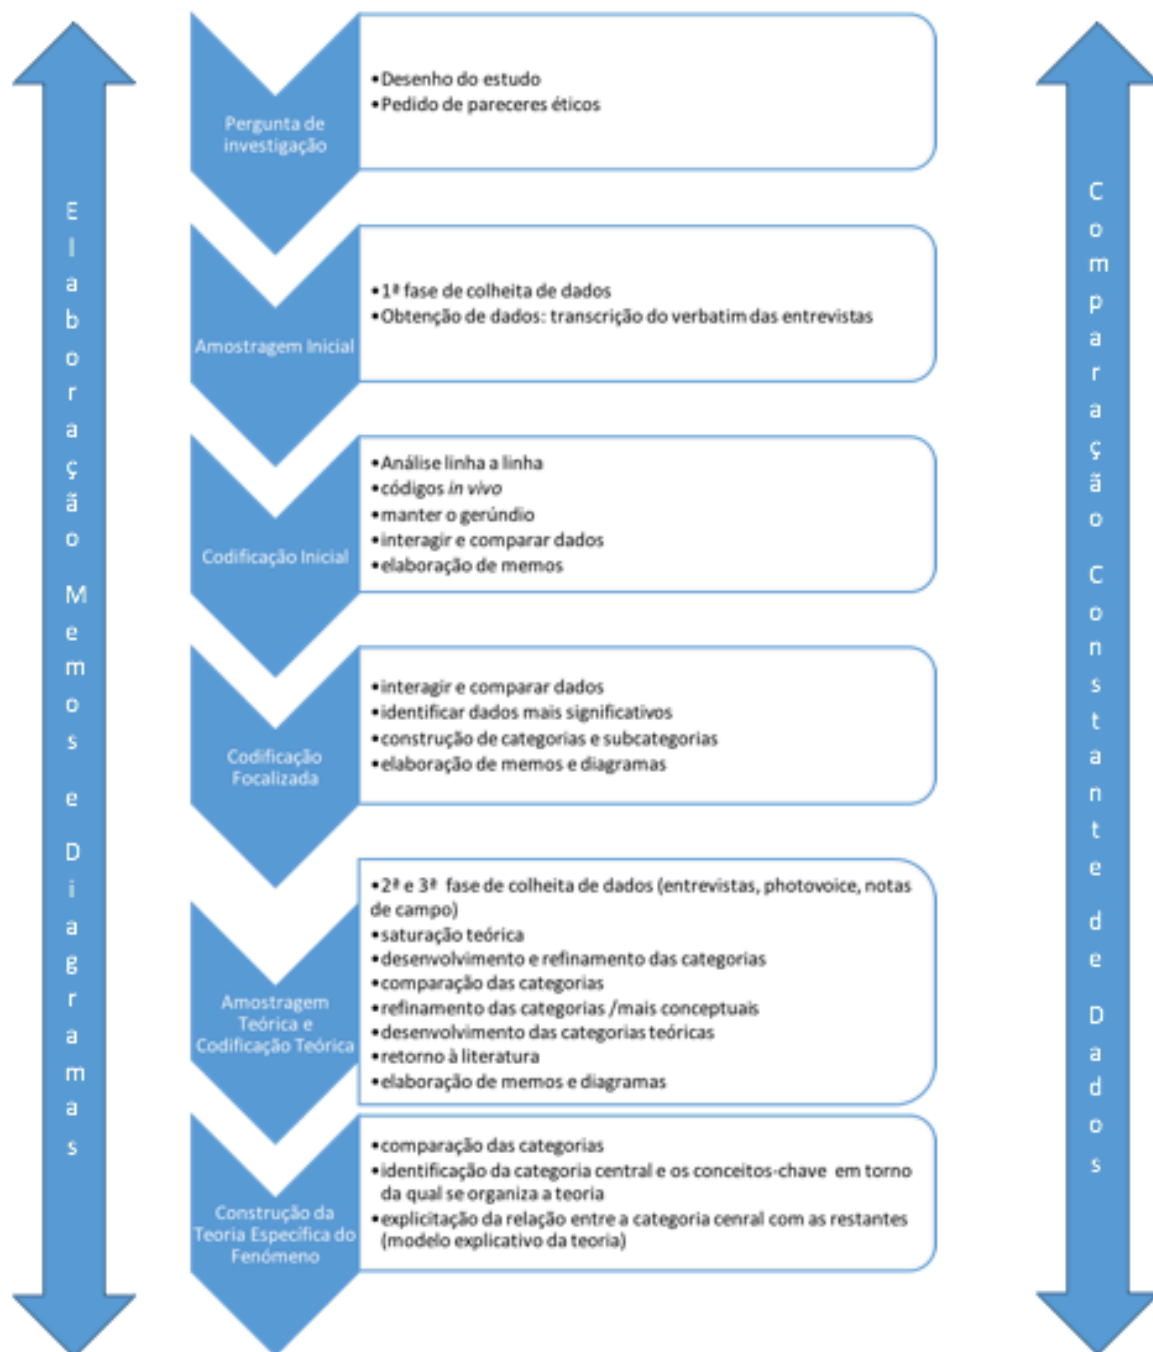 Elaboração Memos e Diagramas
Pergunta de
investigação
•Desenho do estudo
•Pedido de pareceres éticos
Amostragem Inicial
•1ª fase de colheita de dados
•Obtenção de dados: transcrição do verbatim das entrevistas
Codificação Inicial
•Análise linha a linha
•códigos in vivo
•manter o gerúndio
•interagir e comparar dados
•elaboração de memos
Codificação
Focalizada
•interagir e comparar dados
•identificar dados mais significativos
•construção de categorias e subcategorias
•elaboração de memos e diagramas
Amostragem
Teórica e
Codificação Teórica
•2ª e 3ª fase de colheita de dados (entrevistas, photovoice, notas
de campo)
•saturação teórica
•desenvolvimento e refinamento das categorias
•comparação das categorias
•refinamento das categorias /mais conceptuais
•desenvolvimento das categorias teóricas
•retorno à literatura
•elaboração de memos e diagramas
Construção da
Teoria Específica do
Fenómeno
•comparação das categorias
•identificação da categoria central e os conceitos-chave em torno
da qual se organiza a teoria
•explicitação da relação entre a categoria cenral com as restantes
(modelo explicativo da teoria)
Comparação Constante de Dados